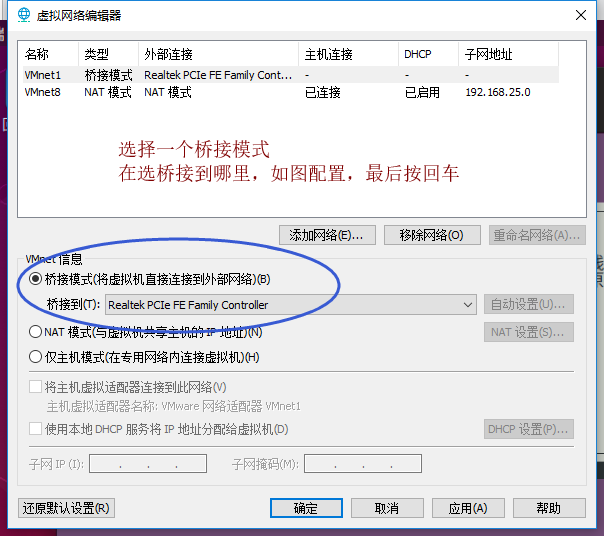 虚拟网络编辑器
名称 类型 外部连接 主机连接 DHCP 子网地址
VMnet1 桥接模式 Realtek PCIe FE Family Cont... - - -
VMnet8 NAT 模式 NAT 模式 已连接 已启用 192.168.25.0
选择一个桥接模式
在选桥接到哪里，如图配置，最后按回车
添加网络(E)... 移除网络(O) 重命名网络(A)...
VMnet 信息
桥接模式(将虚拟机直接连接到外部网络)(B)
桥接到(T): Realtek PCIe FE Family Controller 自动设置(U)...
NAT 模式(与虚拟机共享主机的 IP 地址)(N) NAT 设置(S)...
仅主机模式(在专用网络内连接虚拟机)(H)
将主机虚拟适配器连接到此网络(V)
主机虚拟适配器名称: VMware 网络适配器 VMnet1
使用本地 DHCP 服务将 IP 地址分配给虚拟机(D) DHCP 设置(P)...
子网 IP (I): . . . 子网掩码(M): . . .
还原默认设置(R) 确定 取消 应用(A) 帮助